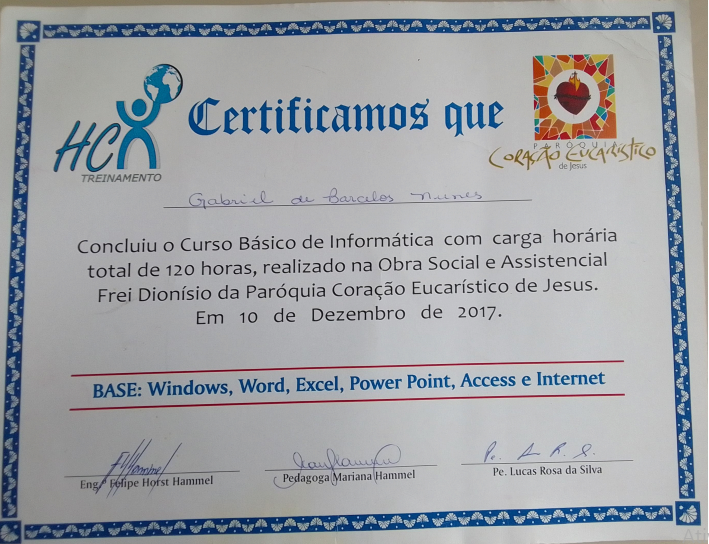 Certificamos que
HC
TREINAMENTO
PARÓQUIA
CORAÇÃO EUCARÍSTICO
de Jesus
Gabriel de Barcelos Nunes
Concluiu o Curso Básico de Informática com carga horária
total de 120 horas, realizado na Obra Social e Assistencial
Frei Dionísio da Paróquia Coração Eucarístico de Jesus.
Em 10 de Dezembro de 2017.
BASE: Windows, Word, Excel, Power Point, Access e Internet
Eng.º Felipe Horst Hammel
Pedagoga Mariana Hammel
Pe. Lucas Rosa da Silva